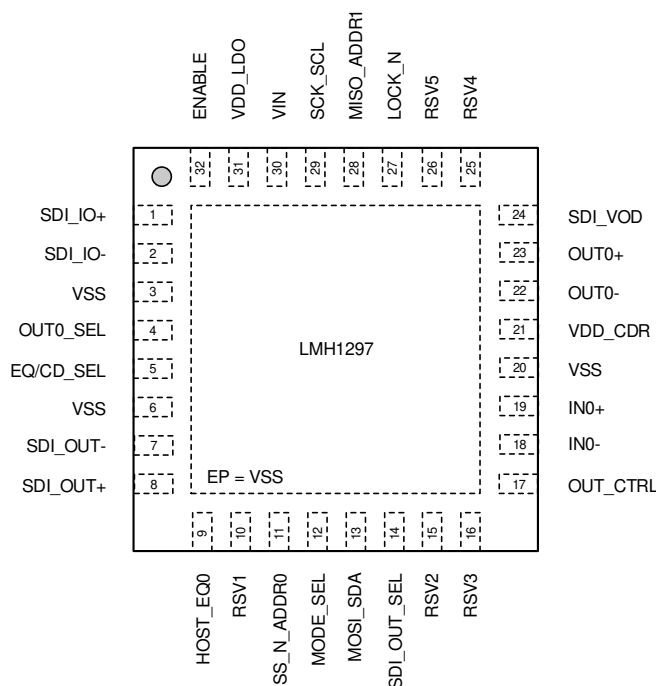 ENABLE
VDD_LDO
VIN
SCK_SCL
MISO_ADDR1
LOCK_N
RSV5
RSV4
32
31
30
29
28
27
26
25
SDI_IO+ 1
SDI_IO- 2
VSS 3
OUT0_SEL 4
EQ/CD_SEL 5
VSS 6
SDI_OUT- 7
SDI_OUT+ 8
LMH1297
EP = VSS
24 SDI_VOD
23 OUT0+
22 OUT0-
21 VDD_CDR
20 VSS
19 IN0+
18 IN0-
17 OUT_CTRL
9
10
11
12
13
14
15
16
HOST_EQ0
RSV1
SS_N_ADDR0
MODE_SEL
MOSI_SDA
SDI_OUT_SEL
RSV2
RSV3